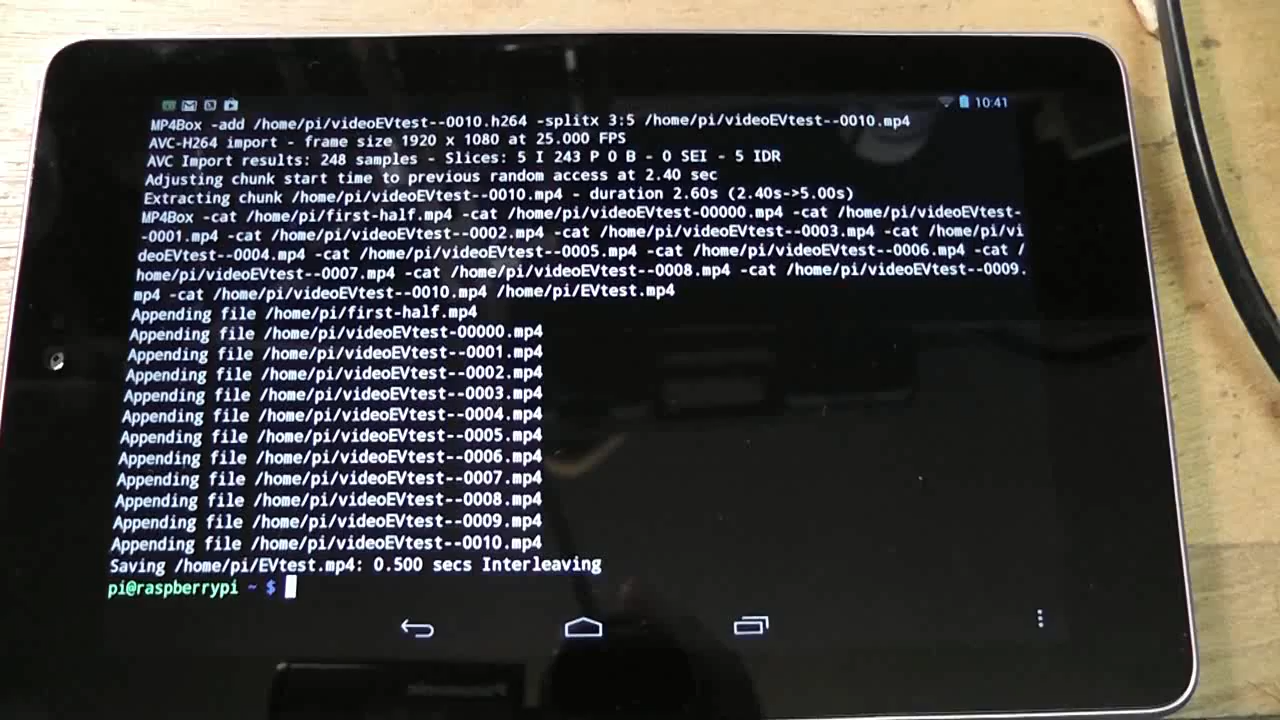 10:41
MP4Box -add /home/pi/videoEVtest--0010.h264 -splitx 3:5 /home/pi/videoEVtest--0010.mp4
AVC-H264 import - frame size 1920 x 1080 at 25.000 FPS
AVC Import results: 248 samples - Slices: 5 I 243 P 0 B - 0 SEI - 5 IDR
Adjusting chunk start time to previous random access at 2.40 sec
Extracting chunk /home/pi/videoEVtest--0010.mp4 - duration 2.60s (2.40s->5.00s)
MP4Box -cat /home/pi/first-half.mp4 -cat /home/pi/videoEVtest-00000.mp4 -cat /home/pi/videoEVtest-
-0001.mp4 -cat /home/pi/videoEVtest--0002.mp4 -cat /home/pi/videoEVtest--0003.mp4 -cat /home/pi/vi
deoEVtest--0004.mp4 -cat /home/pi/videoEVtest--0005.mp4 -cat /home/pi/videoEVtest--0006.mp4 -cat /
home/pi/videoEVtest--0007.mp4 -cat /home/pi/videoEVtest--0008.mp4 -cat /home/pi/videoEVtest--0009.
mp4 -cat /home/pi/videoEVtest--0010.mp4 /home/pi/EVtest.mp4
Appending file /home/pi/first-half.mp4
Appending file /home/pi/videoEVtest-00000.mp4
Appending file /home/pi/videoEVtest--0001.mp4
Appending file /home/pi/videoEVtest--0002.mp4
Appending file /home/pi/videoEVtest--0003.mp4
Appending file /home/pi/videoEVtest--0004.mp4
Appending file /home/pi/videoEVtest--0005.mp4
Appending file /home/pi/videoEVtest--0006.mp4
Appending file /home/pi/videoEVtest--0007.mp4
Appending file /home/pi/videoEVtest--0008.mp4
Appending file /home/pi/videoEVtest--0009.mp4
Appending file /home/pi/videoEVtest--0010.mp4
Saving /home/pi/EVtest.mp4: 0.500 secs Interleaving
pi@raspberrypi ~ $